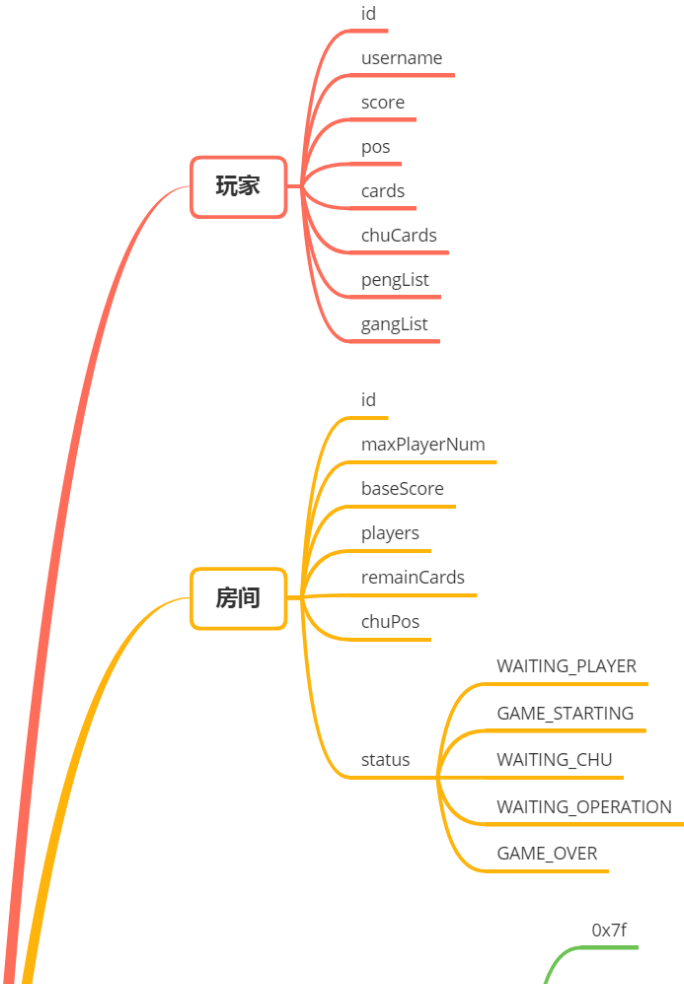 id
username
score
pos
玩家
cards
chuCards
pengList
gangList
id
maxPlayerNum
baseScore
players
房间
remainCards
chuPos
status
WAITING_PLAYER
GAME_STARTING
WAITING_CHU
WAITING_OPERATION
GAME_OVER
0x7f